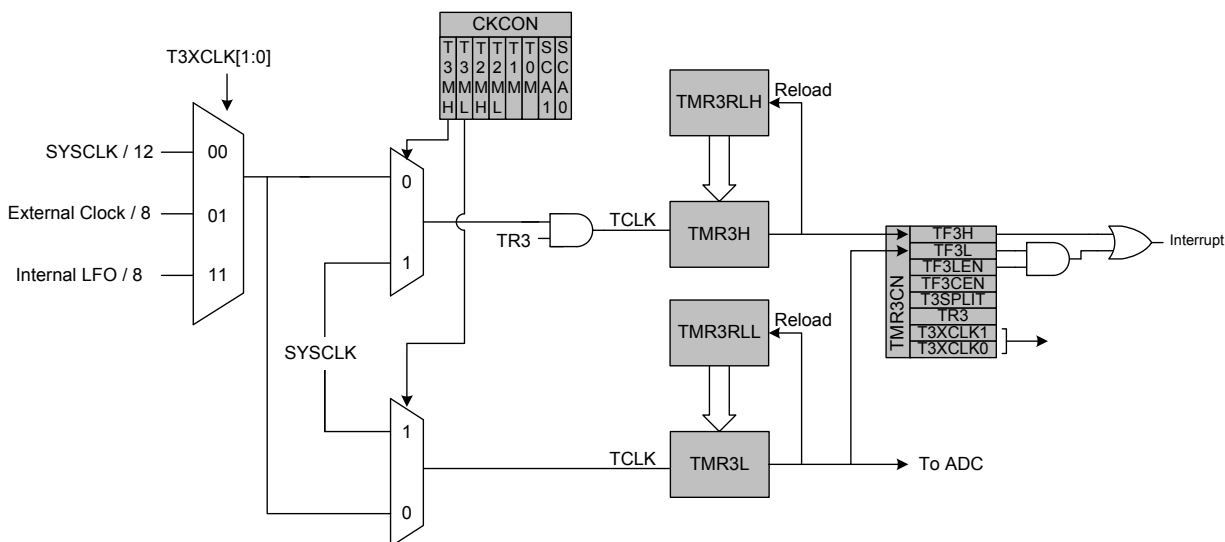 CKCON
T3MH
T3ML
T2MH
T2ML
T1M
T0M
SCA1
SCA0
T3XCLK[1:0]
SYSCLK / 12
00
External Clock / 8
01
Internal LFO / 8
11
0
1
SYSCLK
1
0
TR3
TCLK
TMR3RLH
Reload
TMR3H
TMR3RLL
Reload
TCLK
TMR3L
To ADC
TMR3CN
TF3H
TF3L
TF3LEN
TF3CEN
T3SPLIT
TR3
T3XCLK1
T3XCLK0
Interrupt